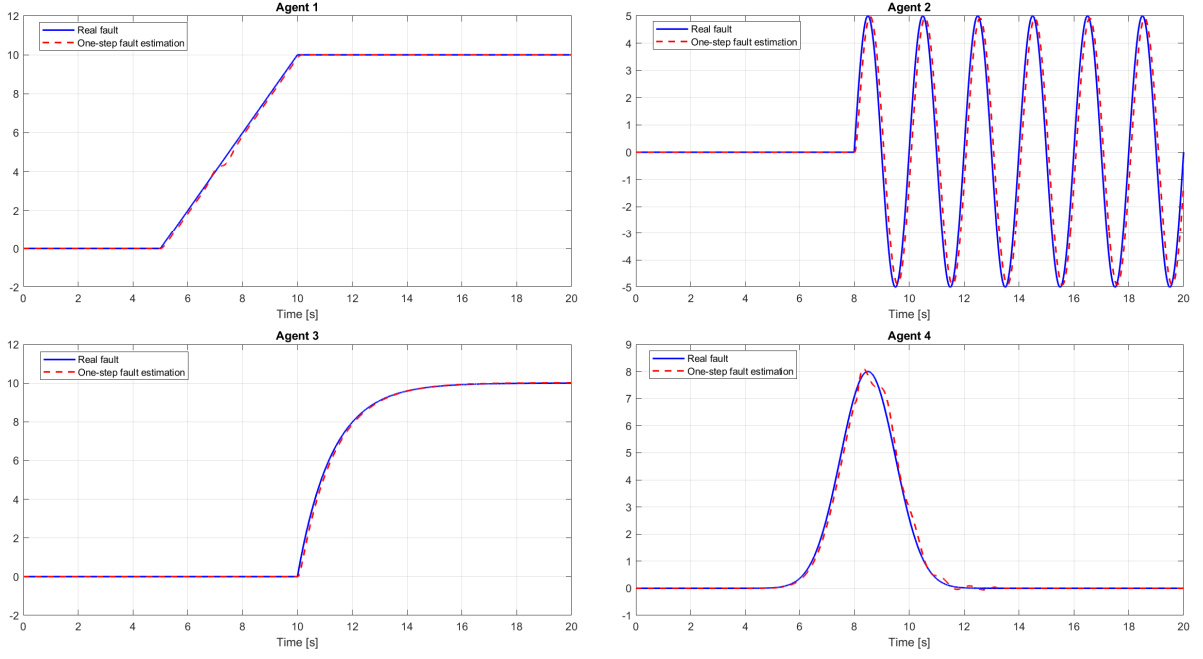 Agent 1
Real fault
One-step fault estimation
12
10
8
6
4
2
0
-2
0 2 4 6 8 10 12 14 16 18 20
Time [s]
Agent 2
Real fault
One-step fault estimation
5
4
3
2
1
0
-1
-2
-3
-4
-5
0 2 4 6 8 10 12 14 16 18 20
Time [s]
Agent 3
Real fault
One-step fault estimation
12
10
8
6
4
2
0
-2
0 2 4 6 8 10 12 14 16 18 20
Time [s]
Agent 4
Real fault
One-step fault estimation
9
8
7
6
5
4
3
2
1
0
-1
0 2 4 6 8 10 12 14 16 18 20
Time [s]